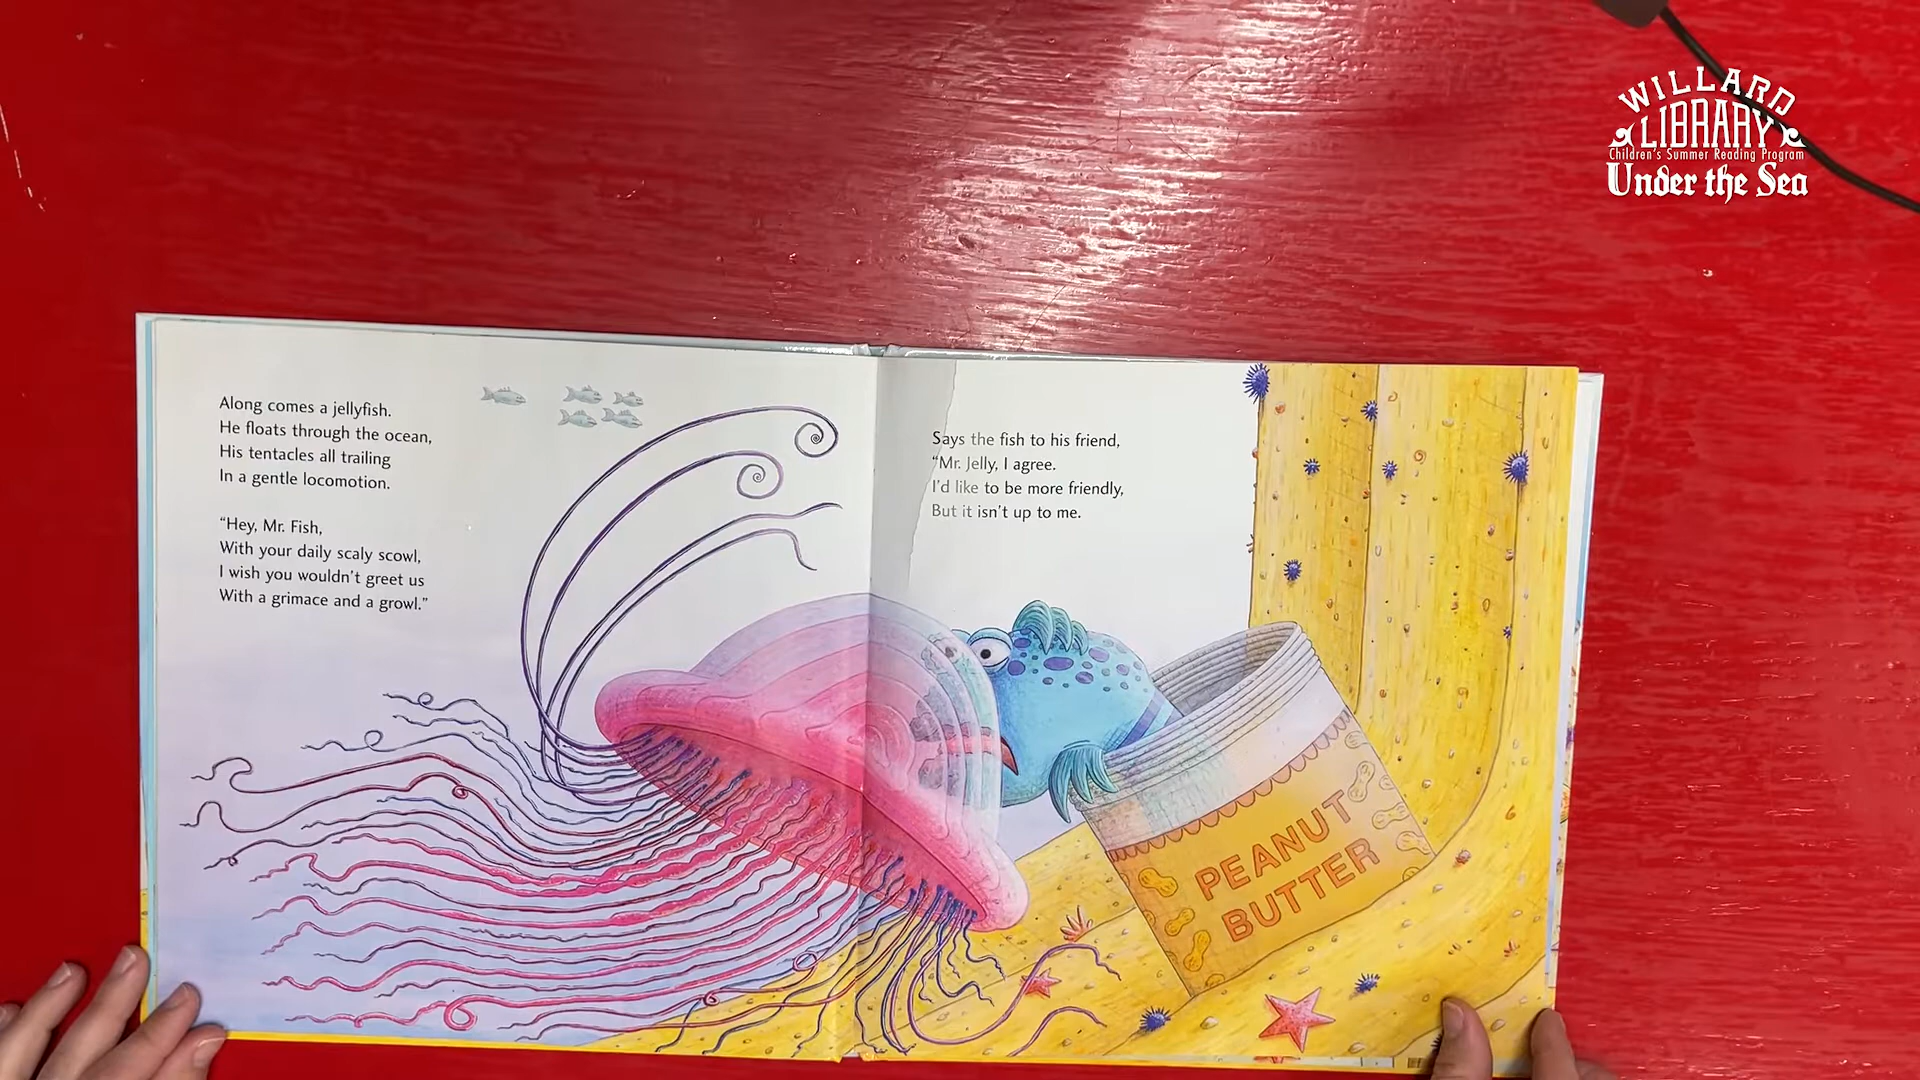 WILLARD
LIBRARY
Children's Summer Reading Program
Under the Sea
Along comes a jellyfish.
He floats through the ocean,
His tentacles all trailing
In a gentle locomotion.
"Hey, Mr. Fish,
With your daily scaly scowl,
I wish you wouldn't greet us
With a grimace and a growl."
Says the fish to his friend,
"Mr. Jelly, I agree.
I'd like to be more friendly,
But it isn't up to me.
PEANUT
BUTTER